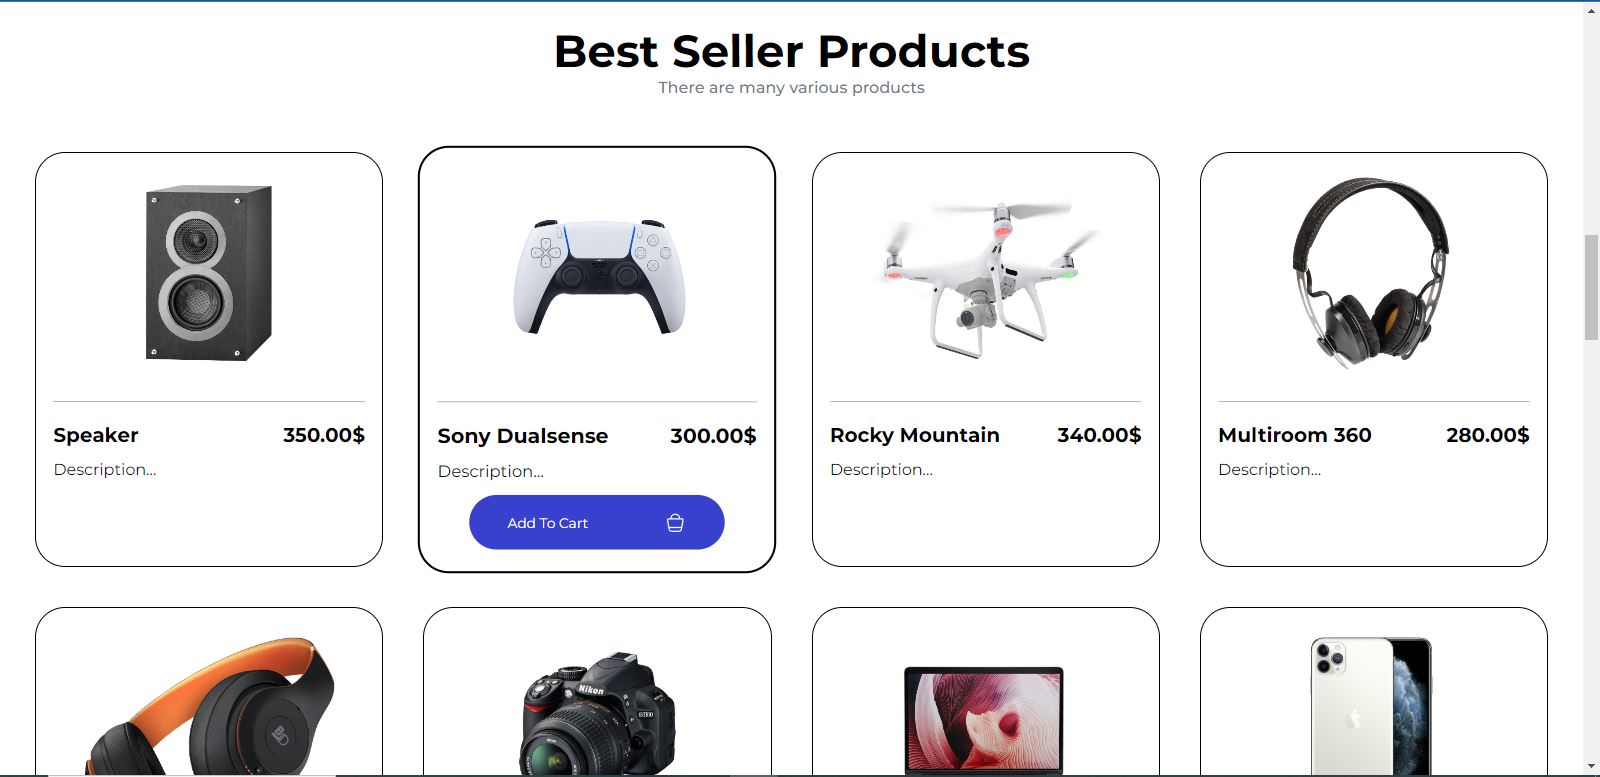 Best Seller Products
There are many various products
Speaker 350.00$
Description...
Sony Dualsense 300.00$
Description...
Add To Cart
Rocky Mountain 340.00$
Description...
Multiroom 360 280.00$
Description...
Nikon
D3100